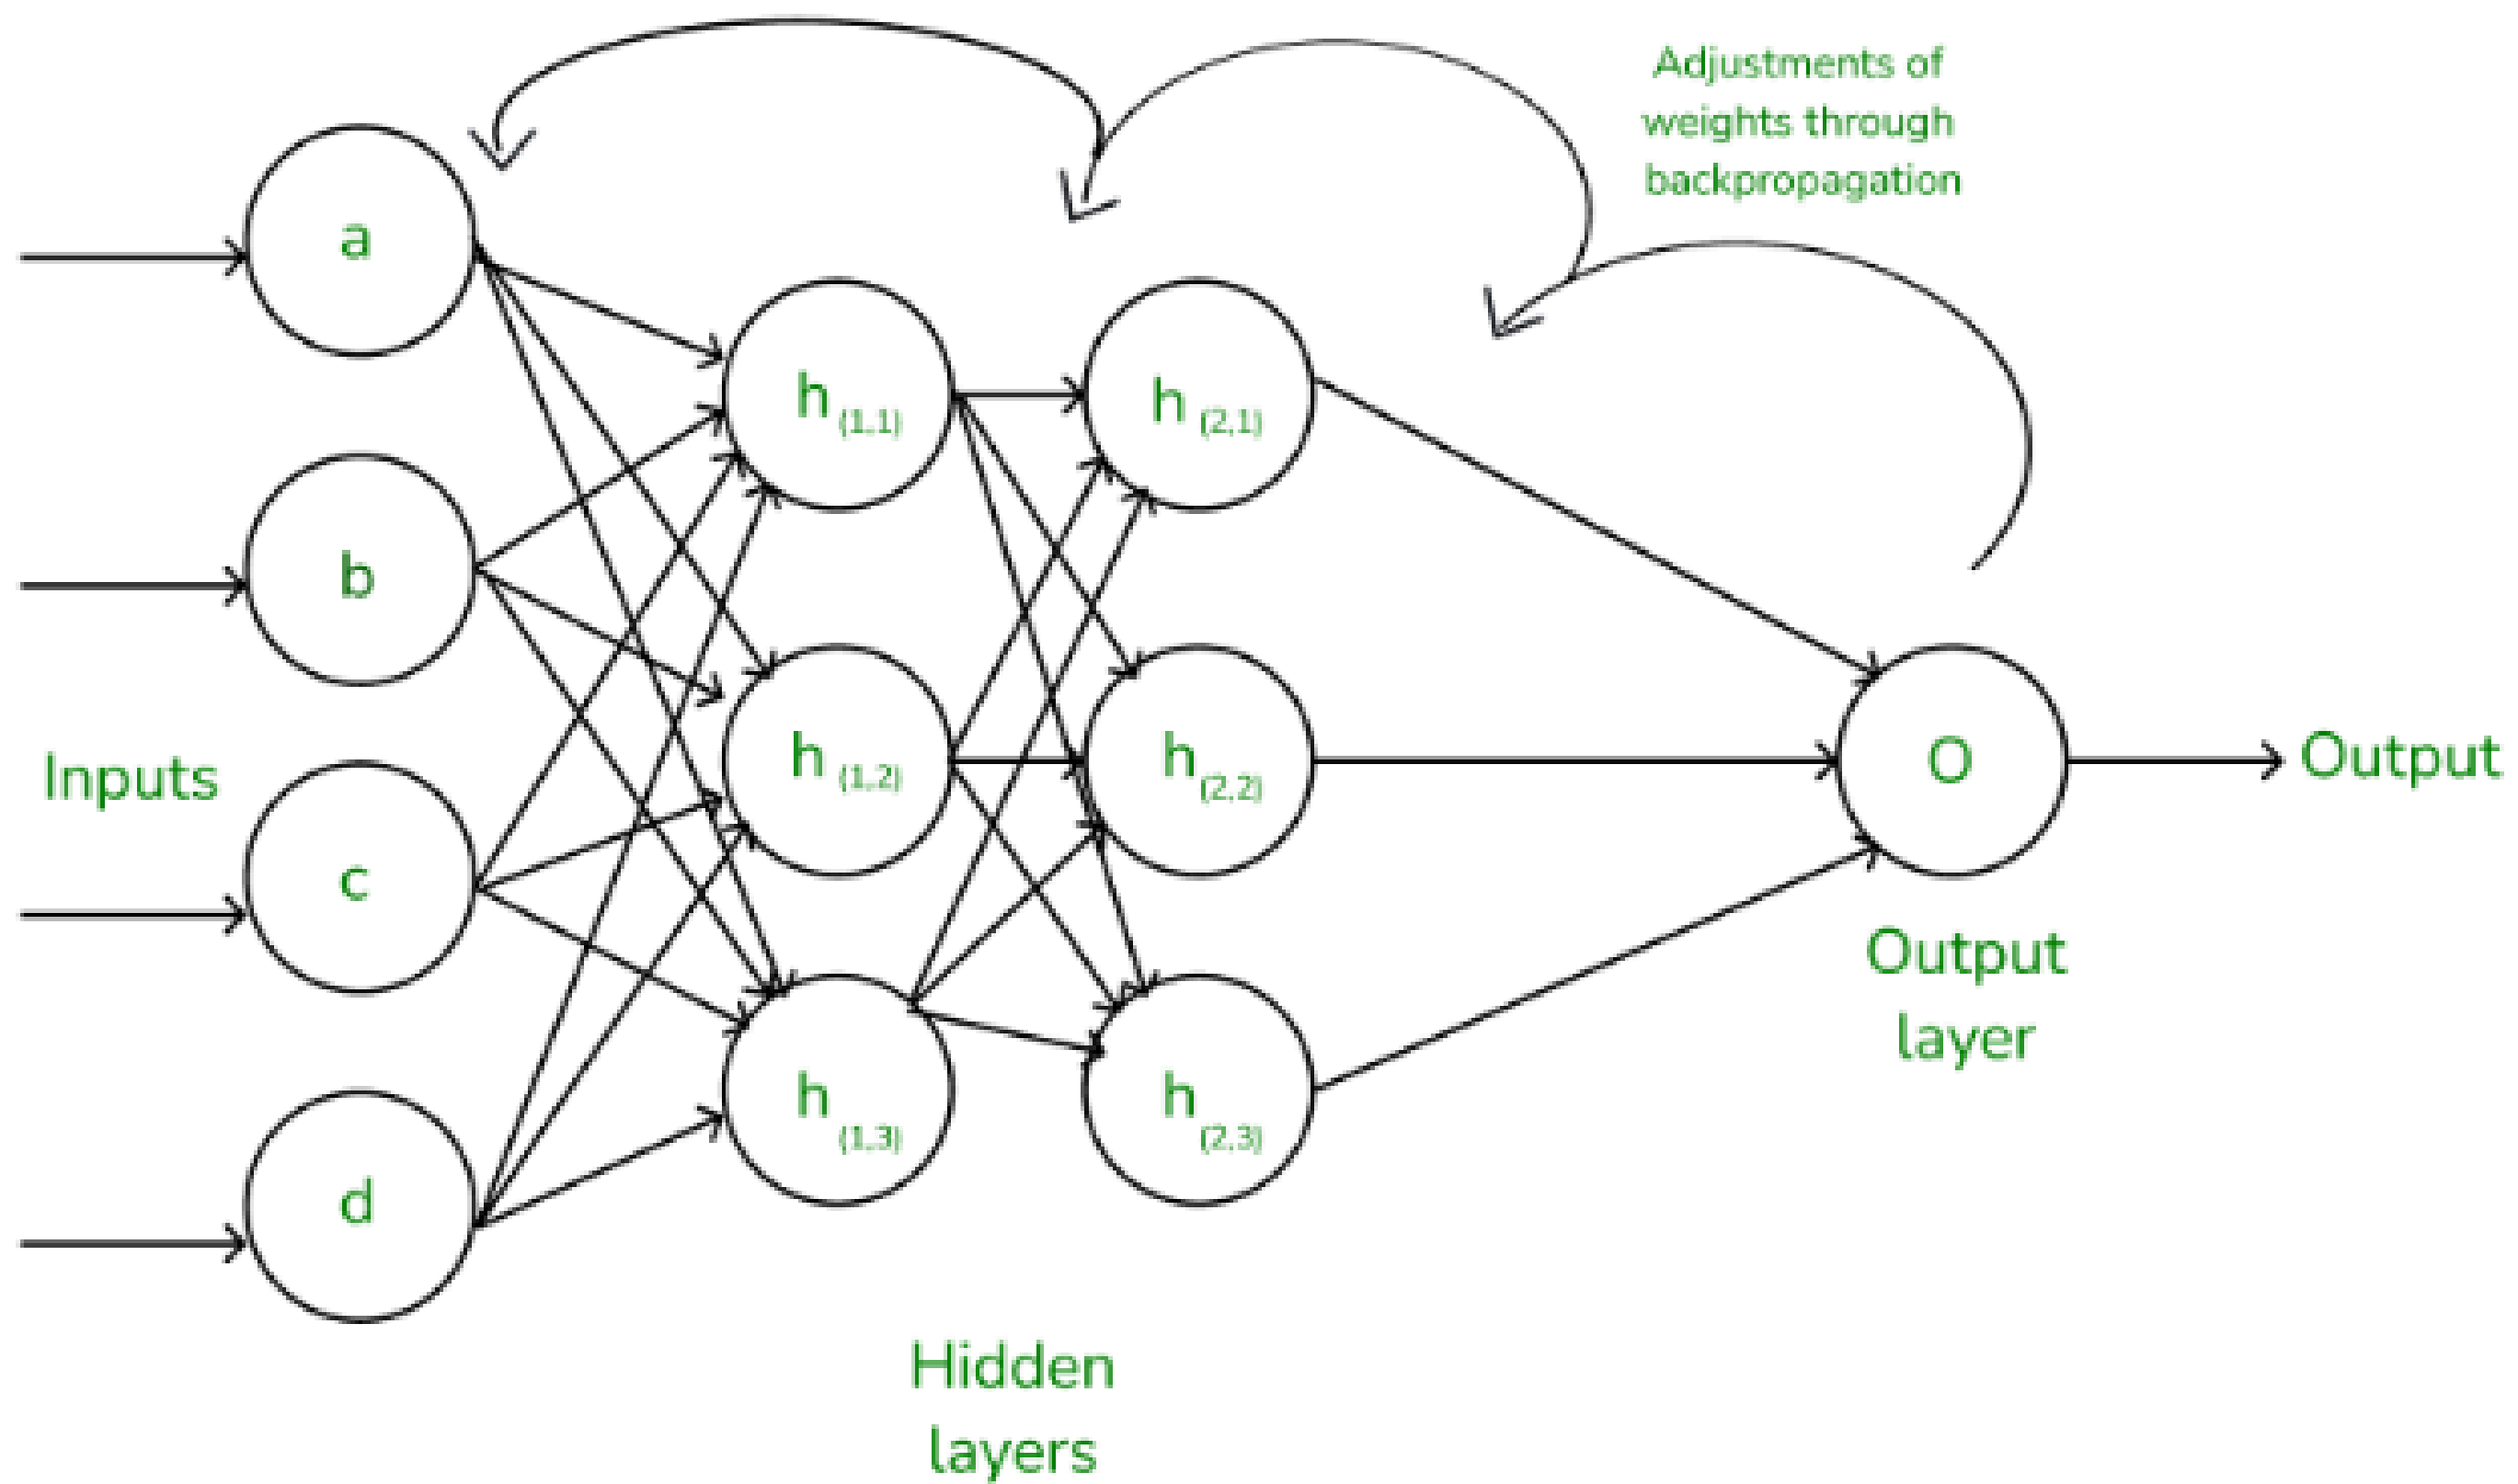 Adjustments of
weights through
backpropagation
a
h (1,1)
h (2,1)
b
Inputs
h (1,2)
h (2,2)
O
Output
c
Output
layer
h (1,3)
h (2,3)
d
Hidden
layers